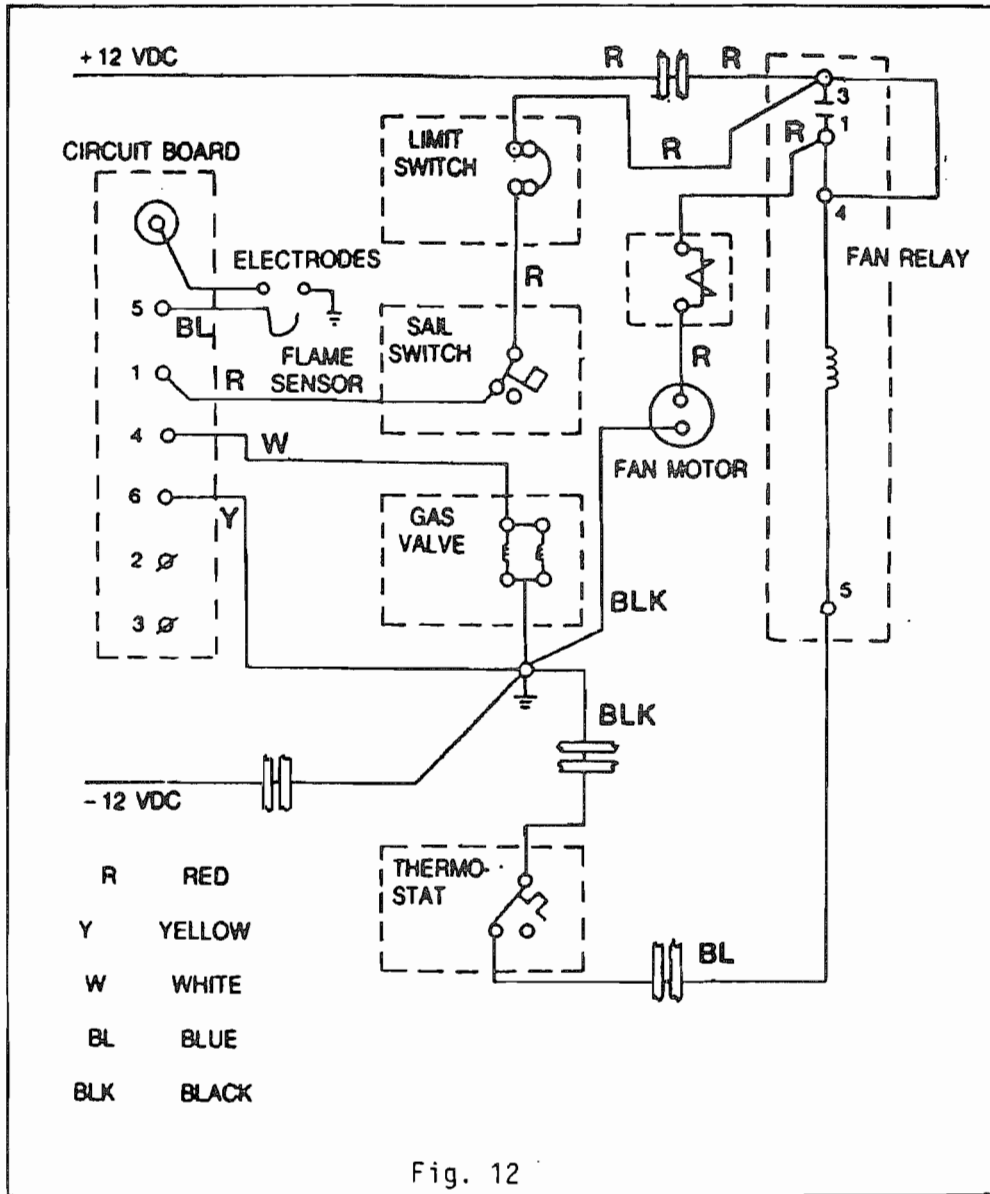 +12 VDC
R
R
3
1
R
R
4
FAN RELAY
LIMIT
SWITCH
CIRCUIT BOARD
ELECTRODES
5
BL
FLAME
SENSOR
R
SAIL
SWITCH
1
R
R
FAN MOTOR
4
W
6
Y
GAS
VALVE
2
3
BLK
5
BLK
-12 VDC
THERMO-
STAT
BL
R RED
Y YELLOW
W WHITE
BL BLUE
BLK BLACK
Fig. 12